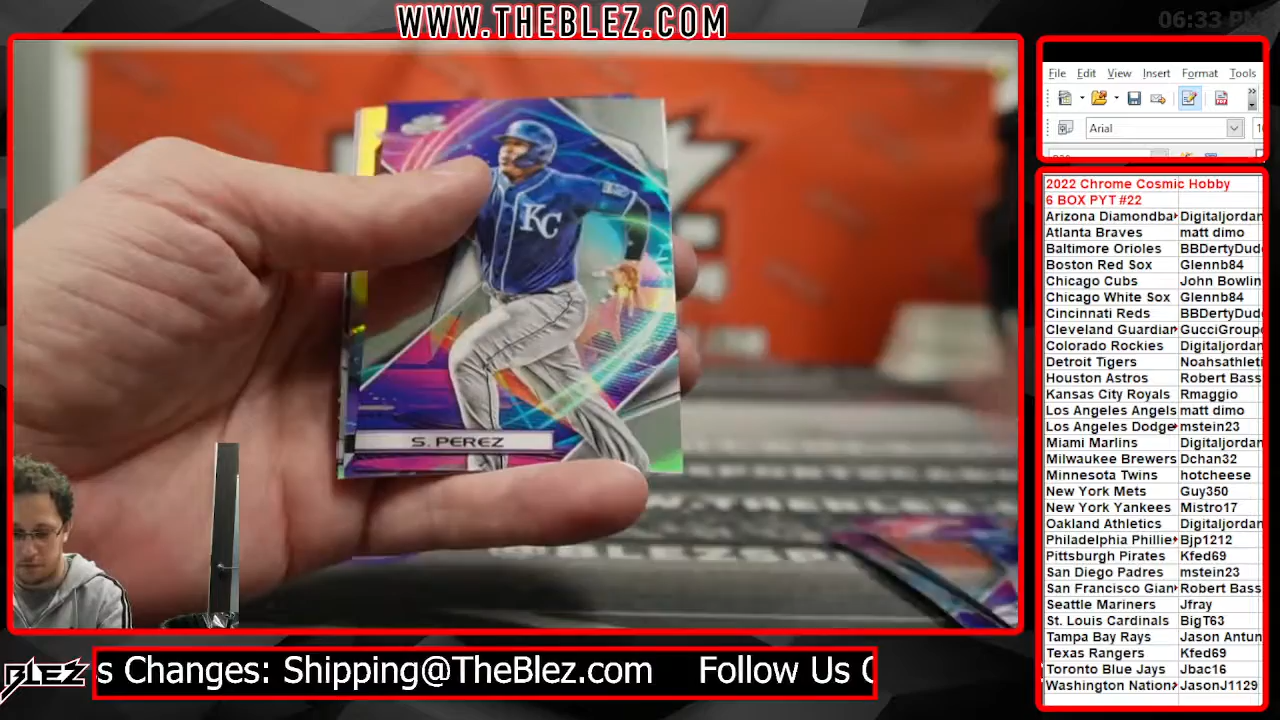 WWW.THEBLEZ.COM
06:33 PM
File Edit View Insert Format Tools
Arial
KC
S. PEREZ
2022 Chrome Cosmic Hobby
6 BOX PYT #22
Arizona Diamondba Digitaljordan
Atlanta Braves matt dimo
Baltimore Orioles BBDertyDude
Boston Red Sox Glennb84
Chicago Cubs John Bowlin
Chicago White Sox Glennb84
Cincinnati Reds BBDertyDude
Cleveland Guardian GucciGroupe
Colorado Rockies Digitaljordan
Detroit Tigers Noahsathleti
Houston Astros Robert Bass
Kansas City Royals Rmaggio
Los Angeles Angels matt dimo
Los Angeles Dodge mstein23
Miami Marlins Digitaljordan
Milwaukee Brewers Dchan32
Minnesota Twins hotcheese
New York Mets Guy350
New York Yankees Mistro17
Oakland Athletics Digitaljordan
Philadelphia Phillie Bjp1212
Pittsburgh Pirates Kfed69
San Diego Padres mstein23
San Francisco Gian Robert Bass
Seattle Mariners Jfray
St. Louis Cardinals BigT63
Tampa Bay Rays Jason Antun
Texas Rangers Kfed69
Toronto Blue Jays Jbac16
Washington Nation JasonJ1129
BLEZ
s Changes: Shipping@TheBlez.com Follow Us